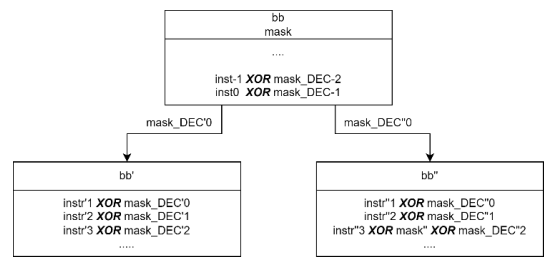 bb
mask
....
inst-1 XOR mask_DEC-2
inst0 XOR mask_DEC-1
mask_DEC'0
mask_DEC"0
bb'
instr'1 XOR mask_DEC'0
instr'2 XOR mask_DEC'1
instr'3 XOR mask_DEC'2
.....
bb"
instr"1 XOR mask_DEC"0
instr"2 XOR mask_DEC"1
instr"3 XOR mask" XOR mask_DEC"2
....